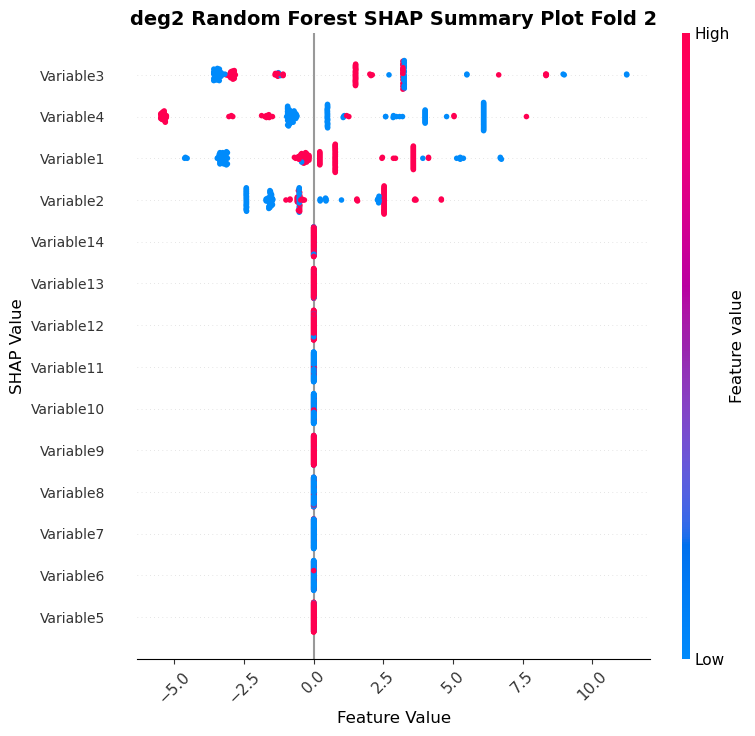 deg2 Random Forest SHAP Summary Plot Fold 2
High
Variable3
Variable4
Variable1
Variable2
Variable14
Variable13
Variable12
Variable11
Variable10
Variable9
Variable8
Variable7
Variable6
Variable5
SHAP Value
Feature value
Low
−5.0
−2.5
0.0
2.5
5.0
7.5
10.0
Feature Value